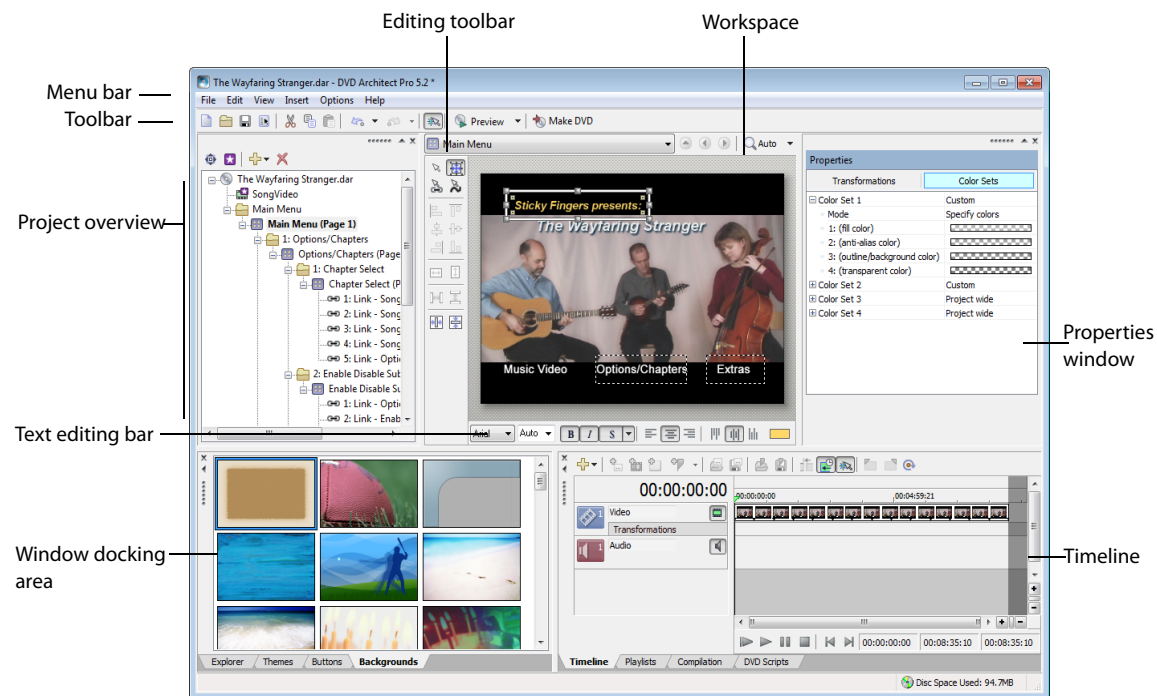 Editing toolbar
Workspace
Menu bar
Toolbar
Project overview
Text editing bar
Window docking
area
Properties
window
Timeline
The Wayfaring Stranger.dar - DVD Architect Pro 5.2 *
File Edit View Insert Options Help
Preview
Make DVD
Main Menu
Auto
The Wayfaring Stranger.dar
SongVideo
Main Menu
Main Menu (Page 1)
1: Options/Chapters
Options/Chapters (Page
1: Chapter Select
Chapter Select (P
1: Link - Song
2: Link - Song
3: Link - Song
4: Link - Song
5: Link - Optio
2: Enable Disable Sub
Enable Disable Su
1: Link - Optio
2: Link - Enab
Sticky Fingers presents:
The Wayfaring Stranger
Music Video
Options/Chapters
Extras
Arial
Auto
B I S
Properties
Transformations
Color Sets
Color Set 1 Custom
Mode Specify colors
1: (fill color)
2: (anti-alias color)
3: (outline/background color)
4: (transparent color)
Color Set 2 Custom
Color Set 3 Project wide
Color Set 4 Project wide
Explorer Themes Buttons Backgrounds
00:00:00:00
00:00:00:00
00:04:59:21
1 Video
Transformations
1 Audio
00:00:00:00 00:08:35:10 00:08:35:10
Timeline Playlists Compilation DVD Scripts
Disc Space Used: 94.7MB